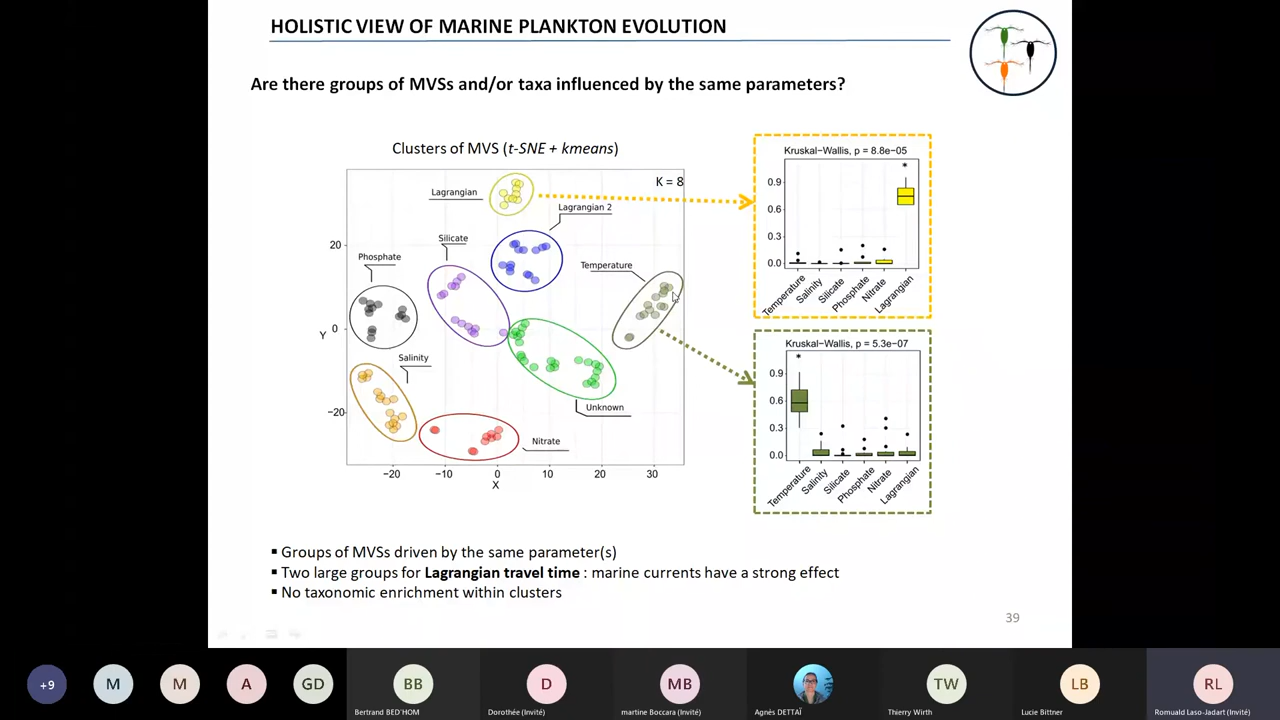 HOLISTIC VIEW OF MARINE PLANKTON EVOLUTION
Are there groups of MVSs and/or taxa influenced by the same parameters?
Clusters of MVS (t-SNE + kmeans)
K = 8
Lagrangian
Lagrangian 2
Silicate
Phosphate
Temperature
Salinity
Unknown
Nitrate
20
0
−20
Y
−20
−10
0
10
20
30
X
Kruskal−Wallis, p = 8.8e−05
*
0.9
0.6
0.3
0.0
Temperature
Salinity
Silicate
Phosphate
Nitrate
Lagrangian
Kruskal-Wallis, p = 5.3e-07
*
0.9
0.6
0.3
0.0
Temperature
Salinity
Silicate
Phosphate
Nitrate
Lagrangian
▪ Groups of MVSs driven by the same parameter(s)
▪ Two large groups for Lagrangian travel time : marine currents have a strong effect
▪ No taxonomic enrichment within clusters
39
+9
M
M
A
GD
BB
Bertrand BED'HOM
D
Dorothée (Invité)
MB
martine Boccara (Invité)
Agnès DETTAÏ
TW
Thierry Wirth
LB
Lucie Bittner
RL
Romuald Laso-Jadart (Invité)